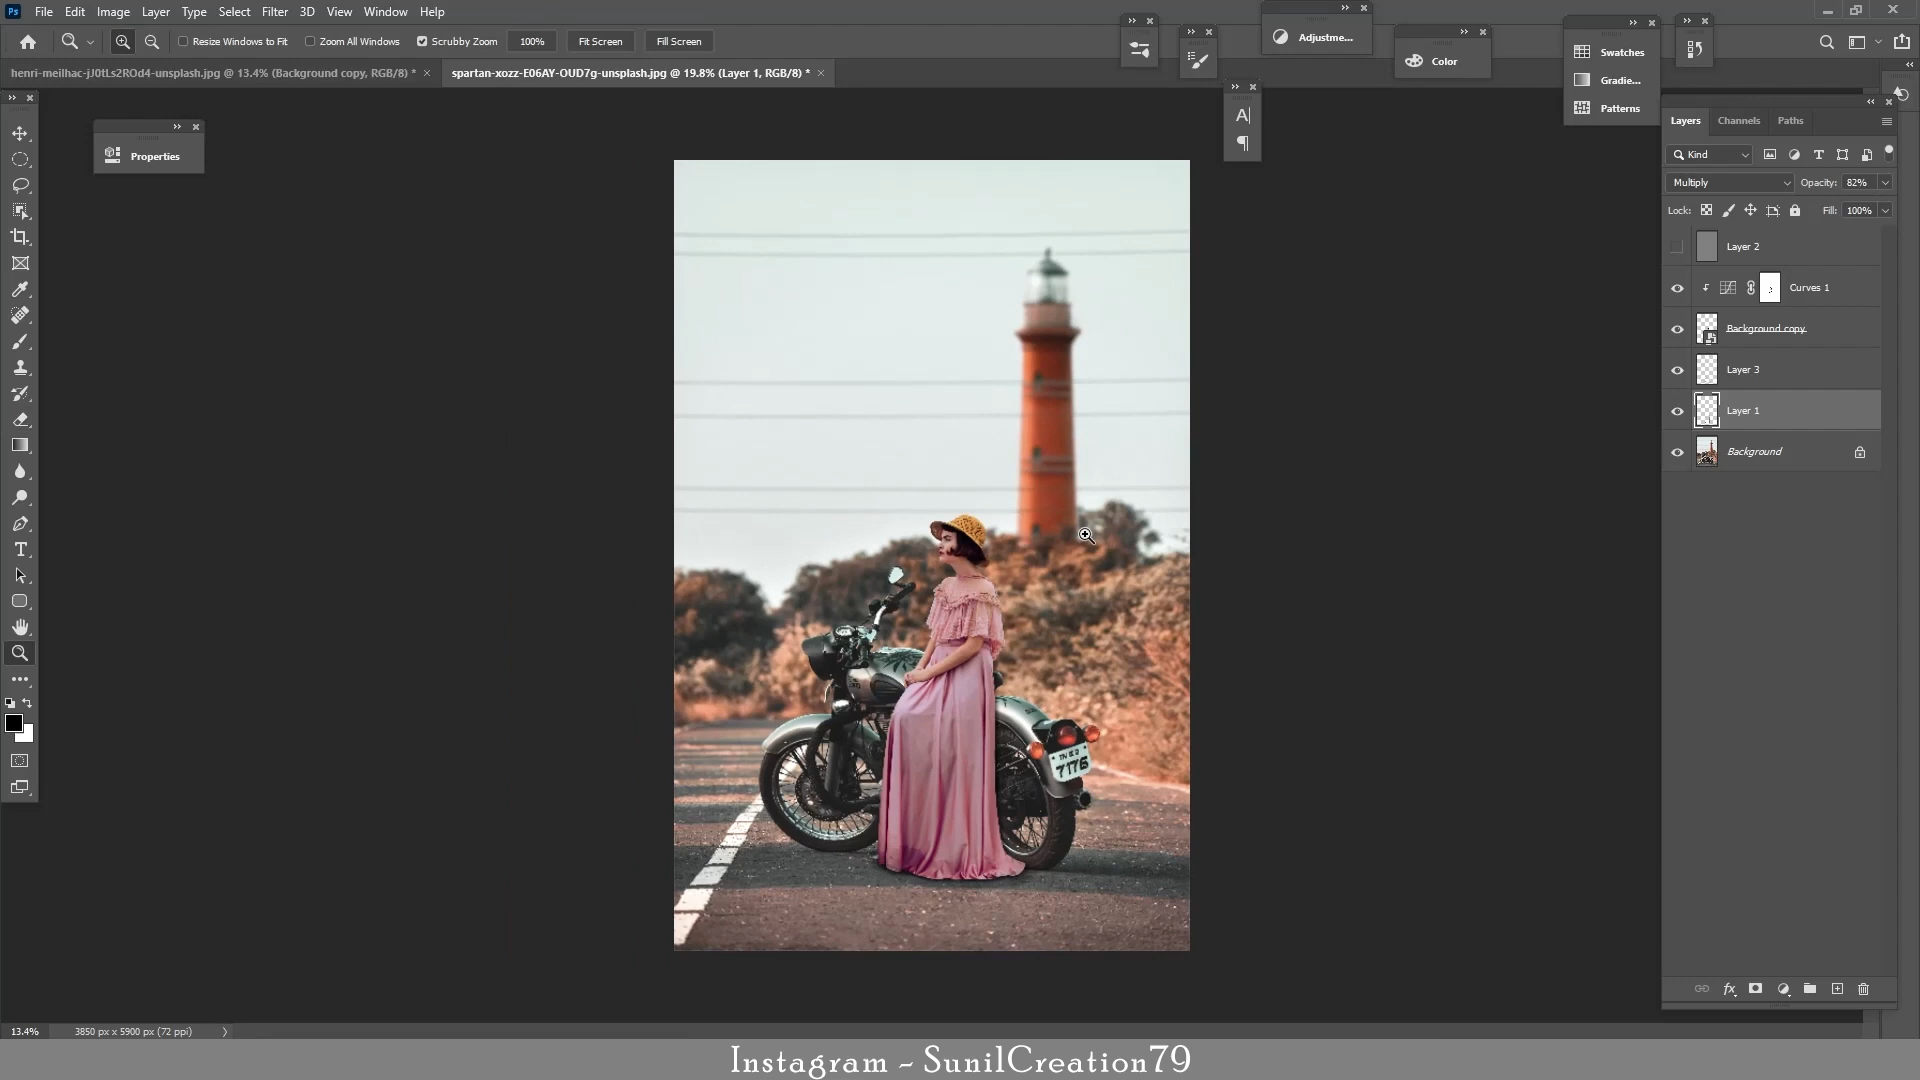 Ps File Edit Image Layer Type Select Filter 3D View Window Help
Resize Windows to Fit Zoom All Windows Scrubby Zoom 100% Fit Screen Fill Screen
henri-meilhac-jJ0tLs2ROd4-unsplash.jpg @ 13.4% (Background copy, RGB/8) *
spartan-xozz-E06AY-OUD7g-unsplash.jpg @ 19.8% (Layer 1, RGB/8) *
Adjustme...
Color
Swatches
Gradie...
Patterns
A
¶
Properties
Layers Channels Paths
Kind
Multiply Opacity: 82%
Lock: Fill: 100%
Layer 2
Curves 1
Background copy
Layer 3
Layer 1
Background
7176
fx
13.4% 3850 px x 5900 px (72 ppi)
Instagram - SunilCreation79